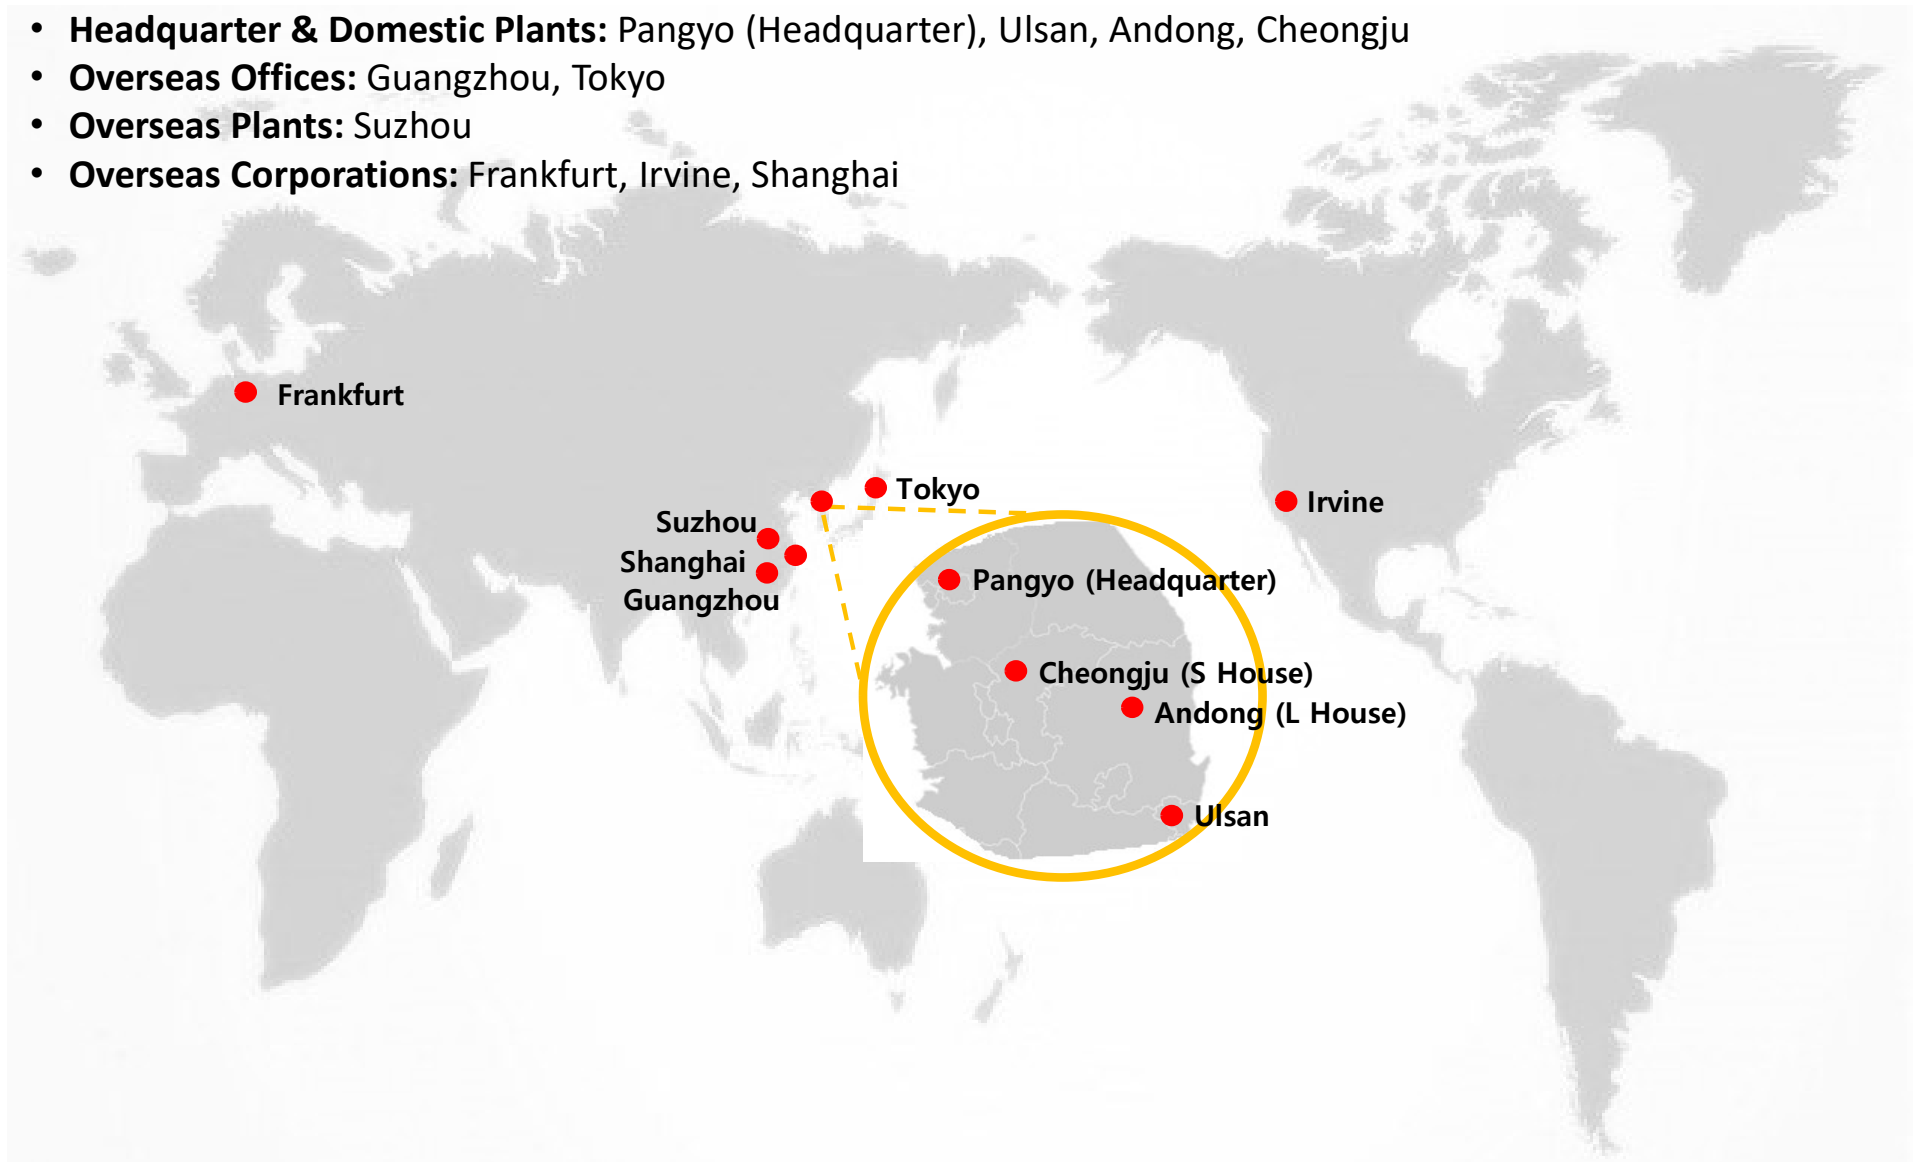 • Headquarter & Domestic Plants: Pangyo (Headquarter), Ulsan, Andong, Cheongju
• Overseas Offices: Guangzhou, Tokyo
• Overseas Plants: Suzhou
• Overseas Corporations: Frankfurt, Irvine, Shanghai
Frankfurt
Tokyo
Irvine
Suzhou
Shanghai
Guangzhou
Pangyo (Headquarter)
Cheongju (S House)
Andong (L House)
Ulsan